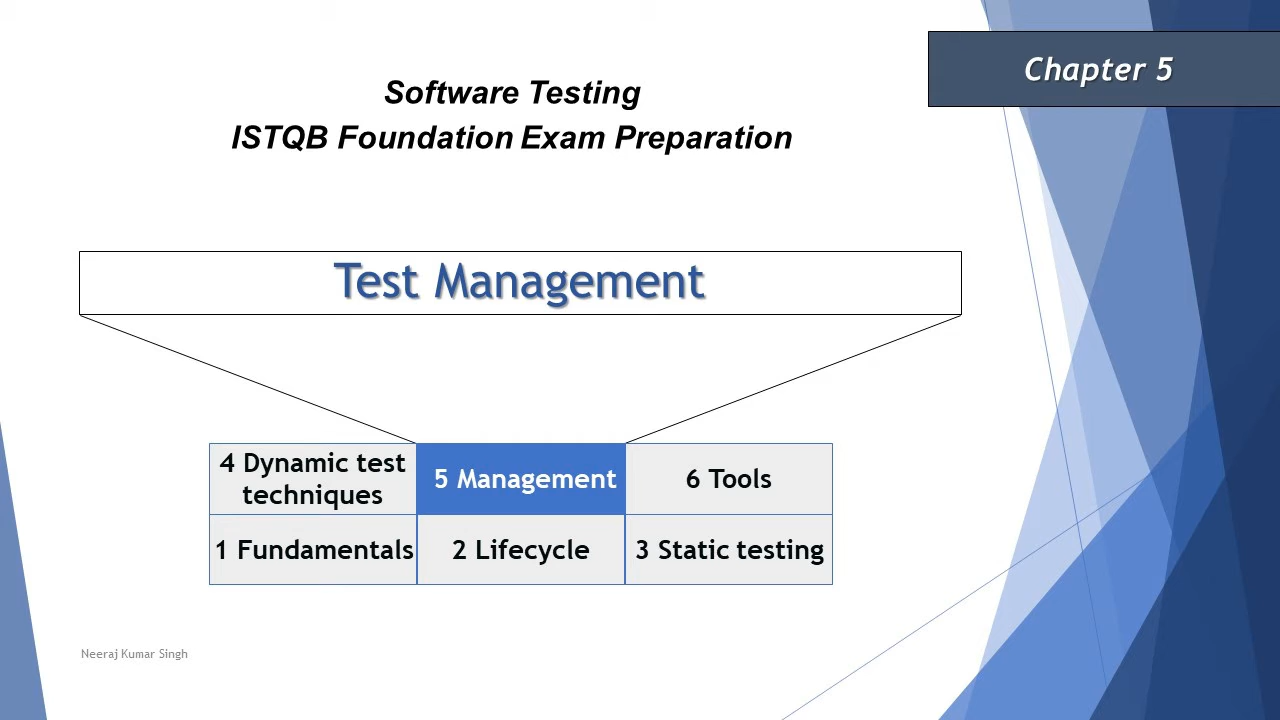 Chapter 5
Software Testing
ISTQB Foundation Exam Preparation
Test Management
4 Dynamic test
techniques
5 Management
6 Tools
1 Fundamentals
2 Lifecycle
3 Static testing
Neeraj Kumar Singh